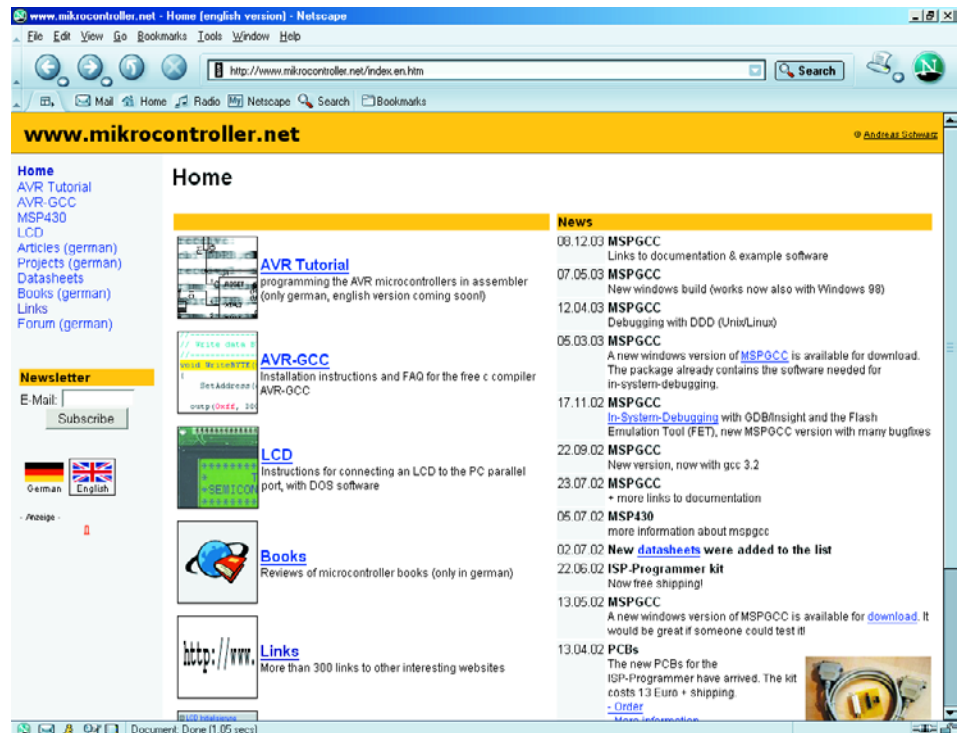 www.mikrocontroller.net - Home [english version] - Netscape
File Edit View Go Bookmarks Tools Window Help
http://www.mikrocontroller.net/index.en.htm
Search
N
Mail Home Radio My Netscape Search Bookmarks
www.mikrocontroller.net
© Andreas Schwarz
Home
AVR Tutorial
AVR-GCC
MSP430
LCD
Articles (german)
Projects (german)
Datasheets
Books (german)
Links
Forum (german)
Newsletter
E-Mail:
Subscribe
German English
- Anzeige -
Home
AVR Tutorial
programming the AVR microcontrollers in assembler
(only german, english version coming soon!)
// Write data
void WriteBYTE(
{
SetAddress(
outp(0xff, 300
AVR-GCC
Installation instructions and FAQ for the free c compiler
AVR-GCC
SEMICON
LCD
Instructions for connecting an LCD to the PC parallel
port, with DOS software
Books
Reviews of microcontroller books (only in german)
http://www.
Links
More than 300 links to other interesting websites
LCD Initialisierung
News
08.12.03 MSPGCC
Links to documentation & example software
07.05.03 MSPGCC
New windows build (works now also with Windows 98)
12.04.03 MSPGCC
Debugging with DDD (Unix/Linux)
05.03.03 MSPGCC
A new windows version of MSPGCC is available for download.
The package already contains the software needed for
in-system-debugging.
17.11.02 MSPGCC
In-System-Debugging with GDB/Insight and the Flash
Emulation Tool (FET), new MSPGCC version with many bugfixes
22.09.02 MSPGCC
New version, now with gcc 3.2
23.07.02 MSPGCC
+ more links to documentation
05.07.02 MSP430
more information about mspgcc
02.07.02 New datasheets were added to the list
22.06.02 ISP-Programmer kit
Now free shipping!
13.05.02 MSPGCC
A new windows version of MSPGCC is available for download. It
would be great if someone could test it!
13.04.02 PCBs
The new PCBs for the
ISP-Programmer have arrived. The kit
costs 13 Euro + shipping.
- Order
- More information
Document: Done (1.05 secs)